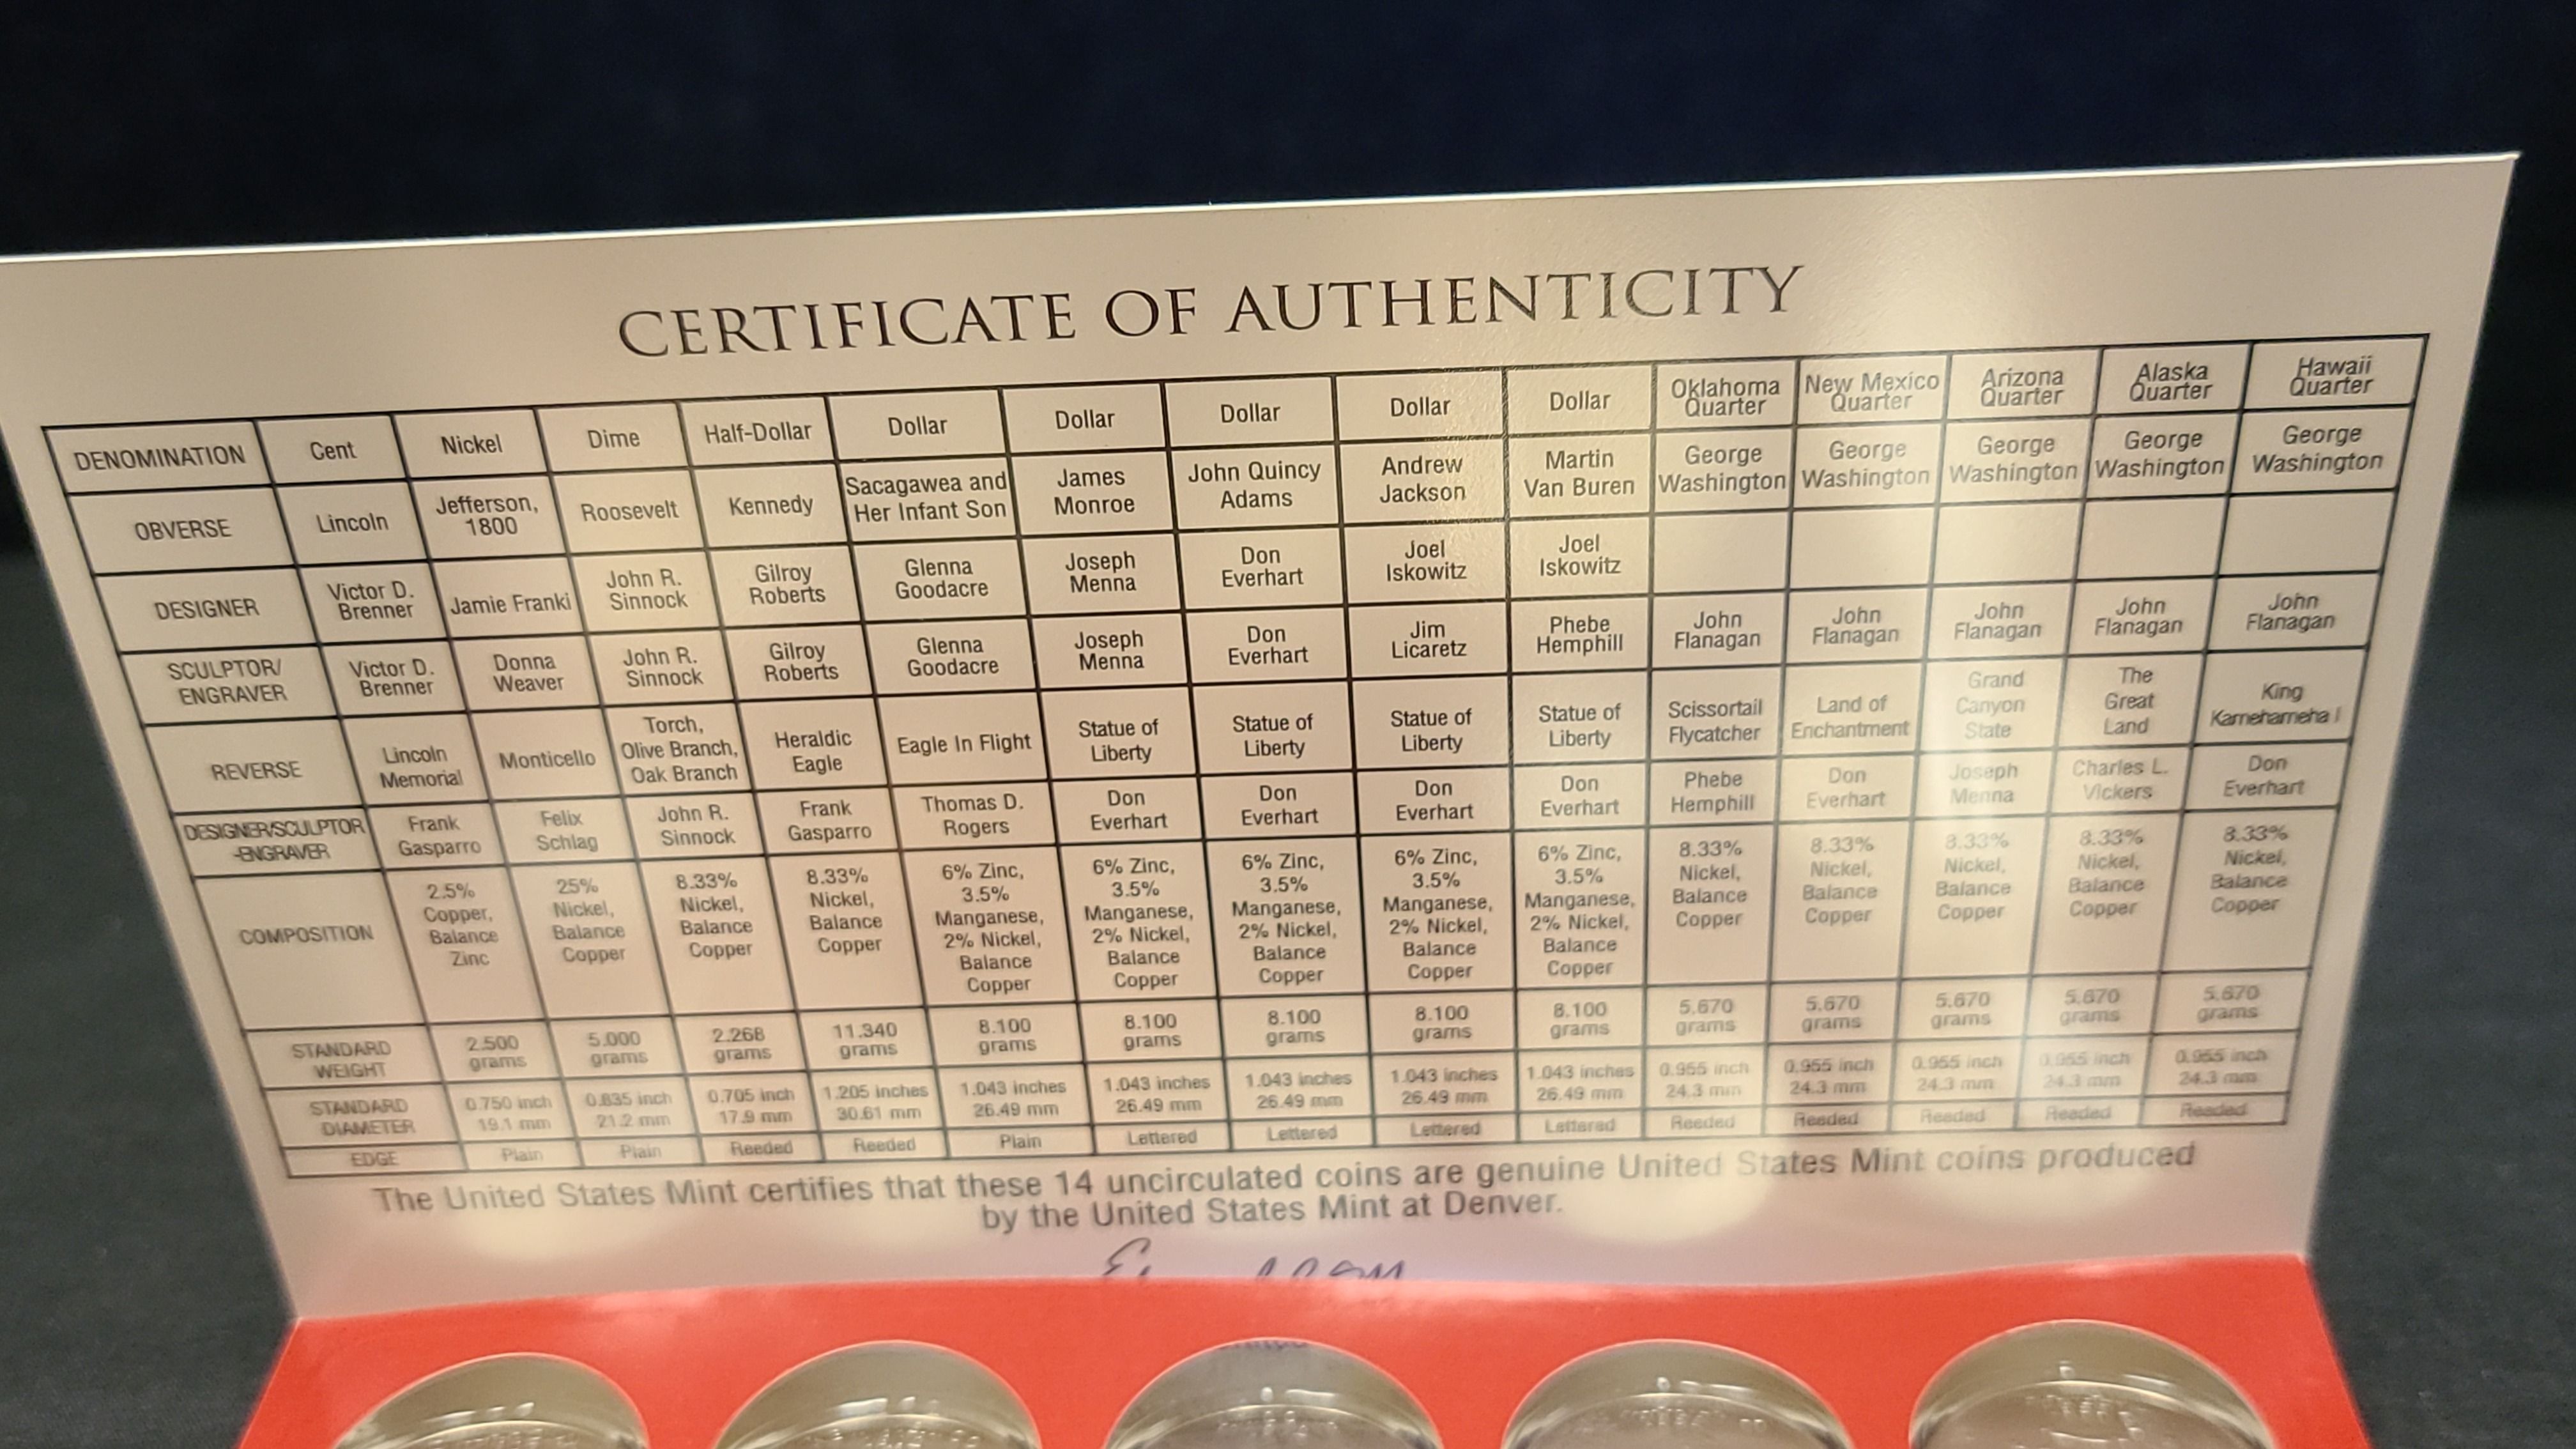 CERTIFICATE OF AUTHENTICITY
DENOMINATION Cent Nickel Dime Half-Dollar Dollar Dollar Dollar Dollar Dollar Oklahoma Quarter New Mexico Quarter Arizona Quarter Alaska Quarter Hawaii Quarter
OBVERSE Lincoln Jefferson, 1800 Roosevelt Kennedy Sacagawea and Her Infant Son James Monroe John Quincy Adams Andrew Jackson Martin Van Buren George Washington George Washington George Washington George Washington George Washington
DESIGNER Victor D. Brenner Jamie Franki John R. Sinnock Gilroy Roberts Glenna Goodacre Joseph Menna Don Everhart Joel Iskowitz Joel Iskowitz
SCULPTOR/ ENGRAVER Victor D. Brenner Donna Weaver John R. Sinnock Gilroy Roberts Glenna Goodacre Joseph Menna Don Everhart Jim Licaretz Phebe Hemphill John Flanagan John Flanagan John Flanagan John Flanagan John Flanagan
REVERSE Lincoln Memorial Monticello Torch, Olive Branch, Oak Branch Heraldic Eagle Eagle In Flight Statue of Liberty Statue of Liberty Statue of Liberty Statue of Liberty Scissortail Flycatcher Land of Enchantment Grand Canyon State The Great Land King Kamehameha I
DESIGNER/SCULPTOR -ENGRAVER Frank Gasparro Felix Schlag John R. Sinnock Frank Gasparro Thomas D. Rogers Don Everhart Don Everhart Don Everhart Don Everhart Phebe Hemphill Don Everhart Joseph Menna Charles L. Vickers Don Everhart
COMPOSITION 2.5% Copper, Balance Zinc 25% Nickel, Balance Copper 8.33% Nickel, Balance Copper 8.33% Nickel, Balance Copper 6% Zinc, 3.5% Manganese, 2% Nickel, Balance Copper 6% Zinc, 3.5% Manganese, 2% Nickel, Balance Copper 6% Zinc, 3.5% Manganese, 2% Nickel, Balance Copper 6% Zinc, 3.5% Manganese, 2% Nickel, Balance Copper 6% Zinc, 3.5% Manganese, 2% Nickel, Balance Copper 8.33% Nickel, Balance Copper 8.33% Nickel, Balance Copper 8.33% Nickel, Balance Copper 8.33% Nickel, Balance Copper 8.33% Nickel, Balance Copper
STANDARD WEIGHT 2.500 grams 5.000 grams 2.268 grams 11.340 grams 8.100 grams 8.100 grams 8.100 grams 8.100 grams 8.100 grams 5.670 grams 5.670 grams 5.670 grams 5.670 grams 5.670 grams
STANDARD DIAMETER 0.750 inch 19.1 mm 0.835 inch 21.2 mm 0.705 inch 17.9 mm 1.205 inches 30.61 mm 1.043 inches 26.49 mm 1.043 inches 26.49 mm 1.043 inches 26.49 mm 1.043 inches 26.49 mm 1.043 inches 26.49 mm 0.955 inch 24.3 mm 0.955 inch 24.3 mm 0.955 inch 24.3 mm 0.955 inch 24.3 mm 0.955 inch 24.3 mm
EDGE Plain Plain Reeded Reeded Plain Lettered Lettered Lettered Lettered Reeded Reeded Reeded Reeded Reeded
The United States Mint certifies that these 14 uncirculated coins are genuine United States Mint coins produced
by the United States Mint at Denver.